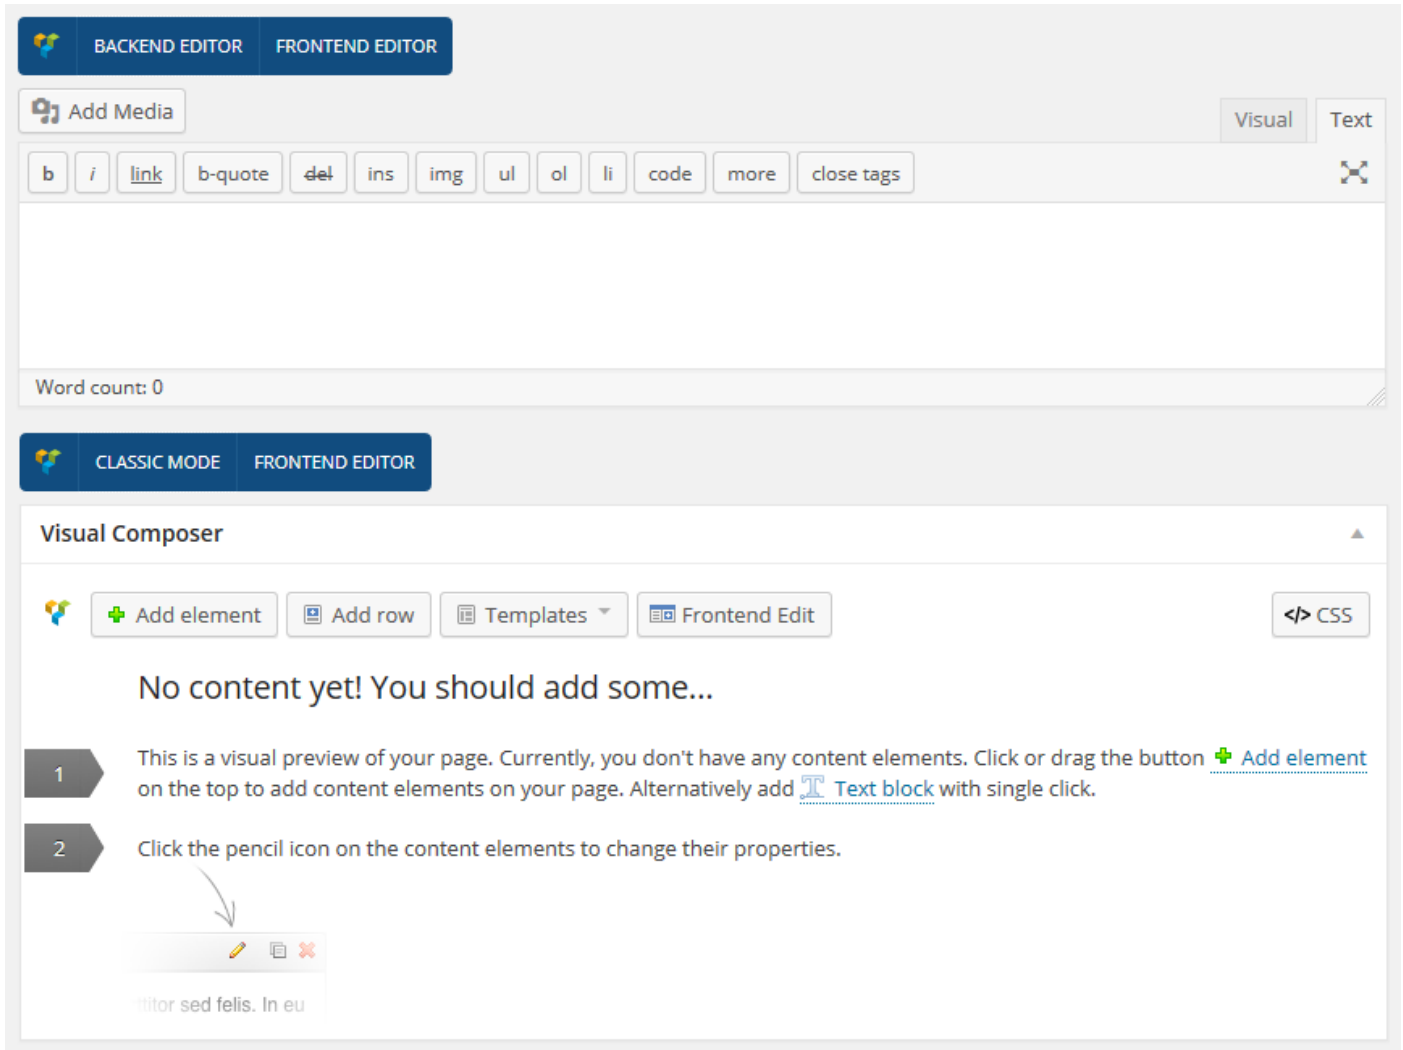 BACKEND EDITOR FRONTEND EDITOR
Add Media
Visual Text
b i link b-quote del ins img ul ol li code more close tags
Word count: 0
CLASSIC MODE FRONTEND EDITOR
Visual Composer
Add element Add row Templates Frontend Edit </> CSS
No content yet! You should add some...
1 This is a visual preview of your page. Currently, you don't have any content elements. Click or drag the button Add element
on the top to add content elements on your page. Alternatively add Text block with single click.
2 Click the pencil icon on the content elements to change their properties.
sed felis. In eu